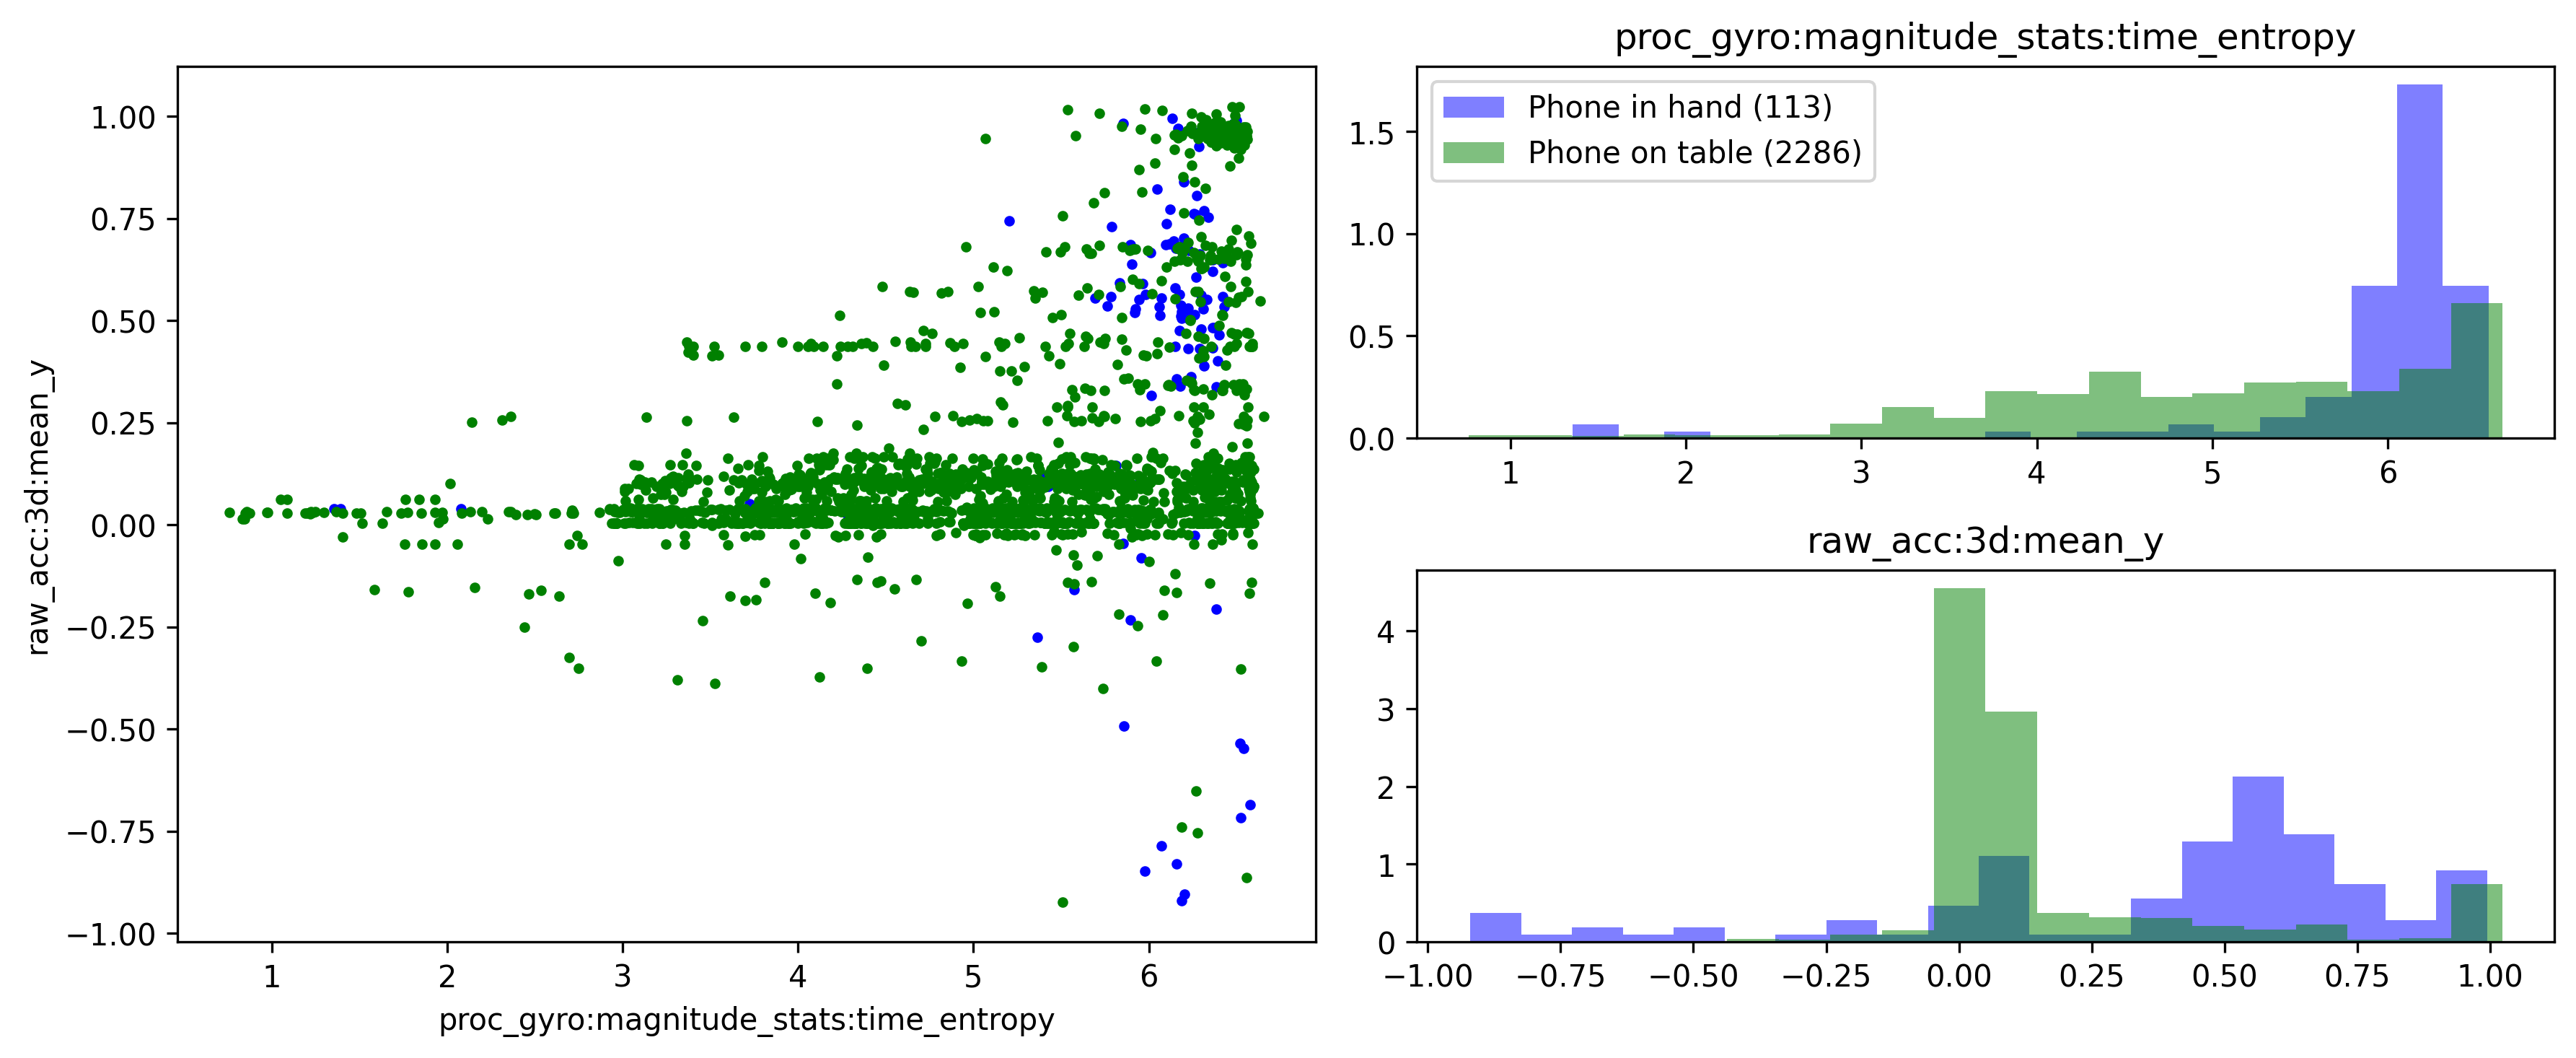 1.00
0.75
0.50
0.25
0.00
−0.25
−0.50
−0.75
−1.00
raw_acc:3d:mean_y
1 2 3 4 5 6
proc_gyro:magnitude_stats:time_entropy
proc_gyro:magnitude_stats:time_entropy
Phone in hand (113)
Phone on table (2286)
1.5
1.0
0.5
0.0
1 2 3 4 5 6
raw_acc:3d:mean_y
4
3
2
1
0
−1.00 −0.75 −0.50 −0.25 0.00 0.25 0.50 0.75 1.00